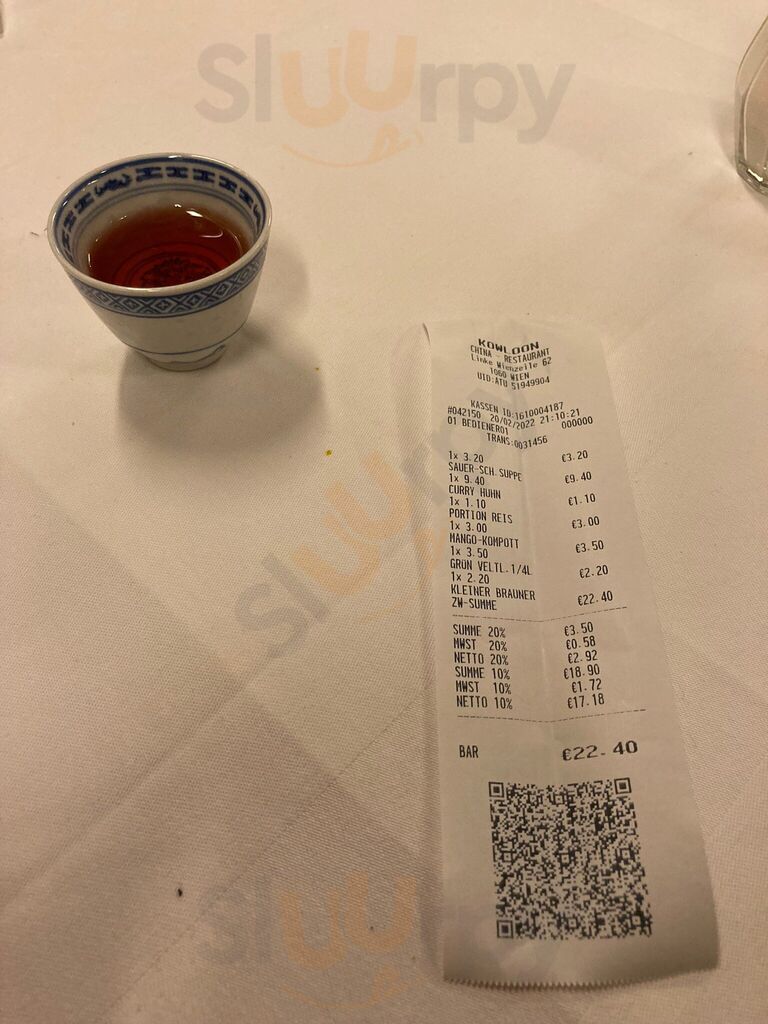 Sluurpy
KOWLOON
CHINA - RESTAURANT
Linke Wienzeile 62
1060 WIEN
UID:ATU 51949904
KASSEN ID:1610004187
#042150 20/02/2022 21:10:21
01 BEDIENER01 000000
TRANS:0031456
1x 3.20 €3.20
SAUER-SCH.SUPPE
1x 9.40 €9.40
CURRY HUHN
1x 1.10 €1.10
PORTION REIS
1x 3.00 €3.00
MANGO-KOMPOTT
1x 3.50 €3.50
GRÜN VELTL.1/4L
1x 2.20 €2.20
KLEINER BRAUNER
ZW-SUMME €22.40
SUMME 20% €3.50
MWST 20% €0.58
NETTO 20% €2.92
SUMME 10% €18.90
MWST 10% €1.72
NETTO 10% €17.18
BAR €22.40
Sluurpy
Sluurpy